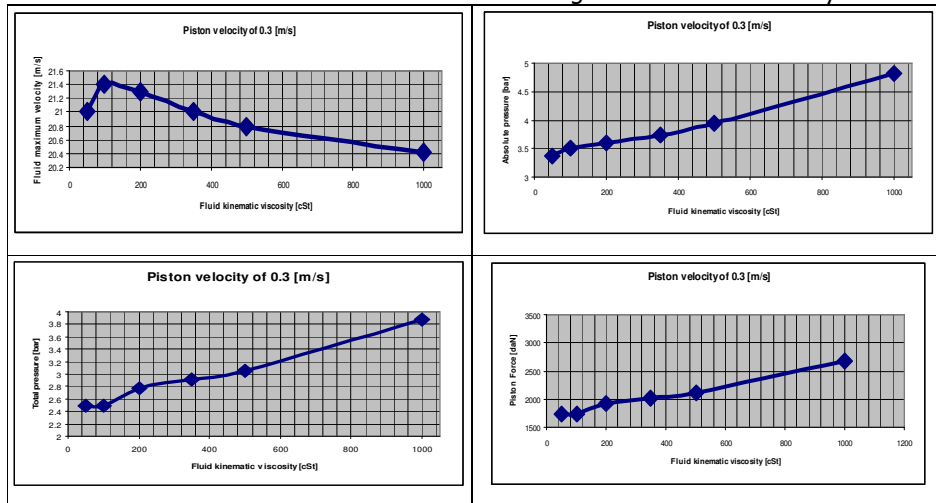 Piston velocity of 0.3 [m/s]
Fluid maximum velocity [m/s]
21.6
21.4
21.2
21
20.8
20.6
20.4
20.2
0 200 400 600 800 1000
Fluid kinematic viscosity [cSt]
Piston velocity of 0.3 [m/s]
Absolute pressure [bar]
5
4.5
4
3.5
3
0 200 400 600 800 1000
Fluid kinematic viscosity [cSt]
Piston velocity of 0.3 [m/s]
Total pressure [bar]
4
3.8
3.6
3.4
3.2
3
2.8
2.6
2.4
2.2
2
0 200 400 600 800 1000
Fluid kinematic viscosity [cSt]
Piston velocity of 0.3 [m/s]
Piston Force [daN]
3500
3000
2500
2000
1500
0 200 400 600 800 1000 1200
Fluid kinematic viscosity [cSt]